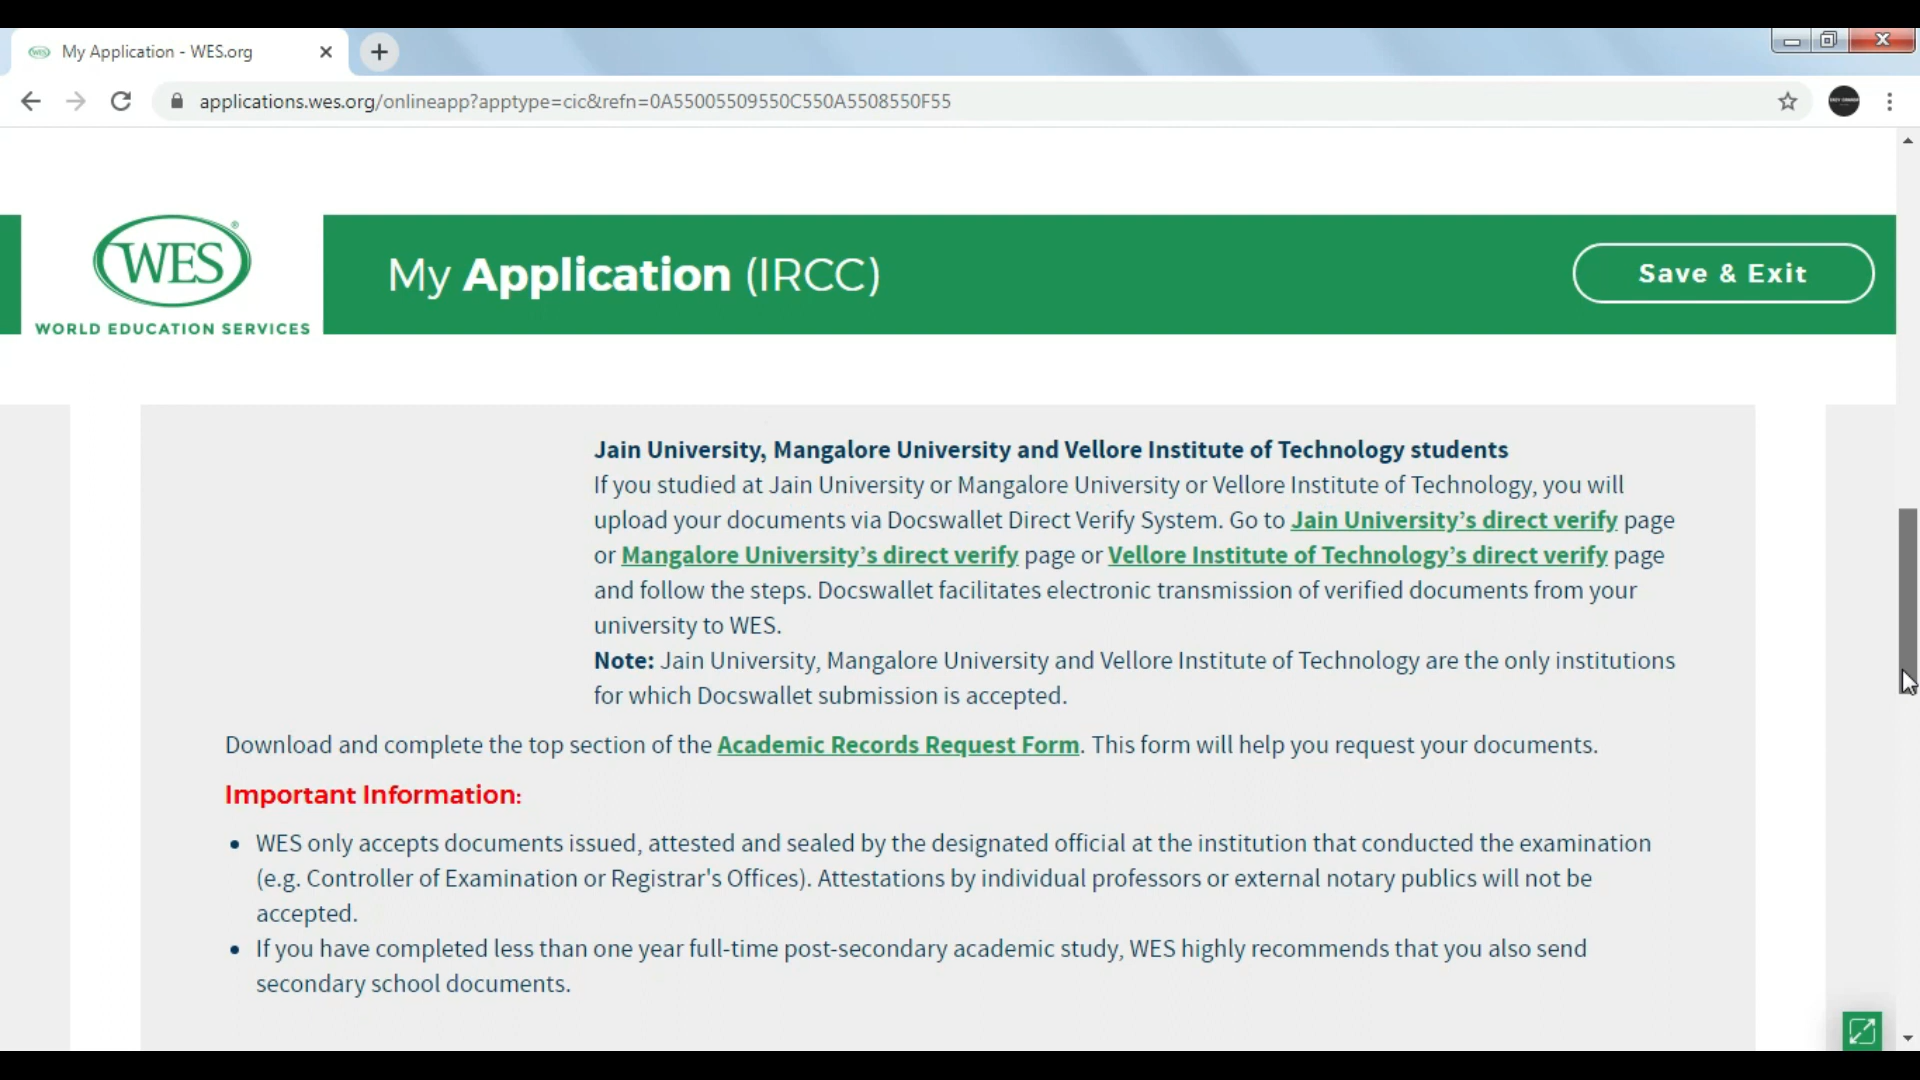 WES
My Application - WES.org
applications.wes.org/onlineapp?apptype=cic&refn=0A55005509550C550A5508550F55
WES®
WORLD EDUCATION SERVICES
My Application (IRCC)
Save & Exit
Jain University, Mangalore University and Vellore Institute of Technology students
If you studied at Jain University or Mangalore University or Vellore Institute of Technology, you will
upload your documents via Docswallet Direct Verify System. Go to Jain University’s direct verify page
or Mangalore University’s direct verify page or Vellore Institute of Technology’s direct verify page
and follow the steps. Docswallet facilitates electronic transmission of verified documents from your
university to WES.
Note: Jain University, Mangalore University and Vellore Institute of Technology are the only institutions
for which Docswallet submission is accepted.
Download and complete the top section of the Academic Records Request Form. This form will help you request your documents.
Important Information:
• WES only accepts documents issued, attested and sealed by the designated official at the institution that conducted the examination
(e.g. Controller of Examination or Registrar's Offices). Attestations by individual professors or external notary publics will not be
accepted.
• If you have completed less than one year full-time post-secondary academic study, WES highly recommends that you also send
secondary school documents.